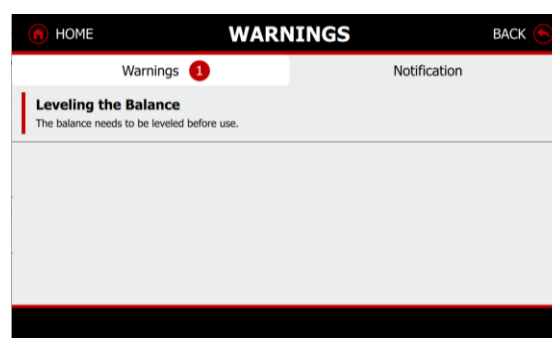 HOME WARNINGS BACK
Warnings 1 Notification
Leveling the Balance
The balance needs to be leveled before use.